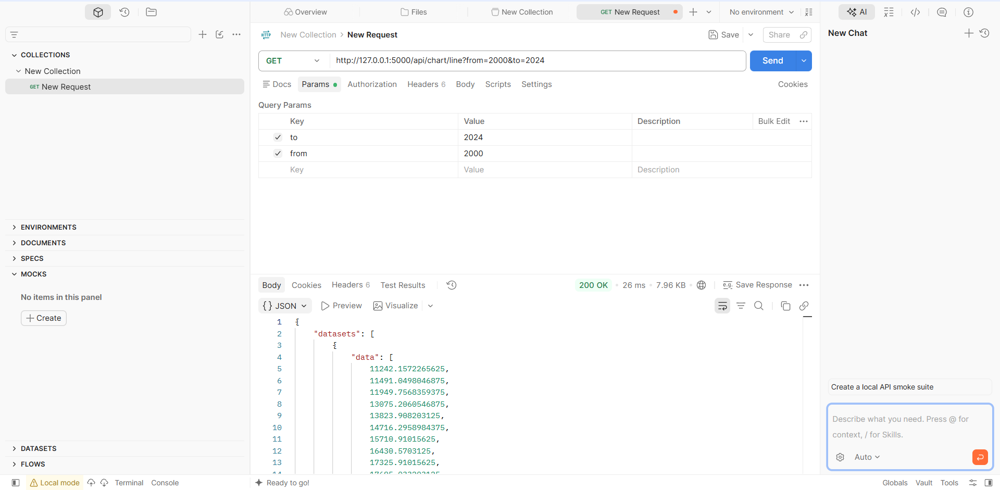 Overview
Files
New Collection
GET New Request
No environment
AI
COLLECTIONS
New Collection
GET New Request
ENVIRONMENTS
DOCUMENTS
SPECS
MOCKS
No items in this panel
Create
DATASETS
FLOWS
HTTP New Collection > New Request
Save
Share
GET http://127.0.0.1:5000/api/chart/line?from=2000&to=2024
Send
Docs Params Authorization Headers 6 Body Scripts Settings Cookies
Query Params
Key Value Description Bulk Edit
to 2024
from 2000
Key Value Description
Body Cookies Headers 6 Test Results 200 OK 26 ms 7.96 KB e.g. Save Response
{} JSON Preview Visualize
1 {
2 "datasets": [
3 {
4 "data": [
5 11242.1572265625,
6 11491.0498046875,
7 11949.7568359375,
8 13075.2060546875,
9 13823.908203125,
10 14716.2958984375,
11 15710.91015625,
12 16430.5703125,
13 17325.91015625,
New Chat
Create a local API smoke suite
Describe what you need. Press @ for
context, / for Skills.
Auto
Local mode Terminal Console Ready to go! Globals Vault Tools